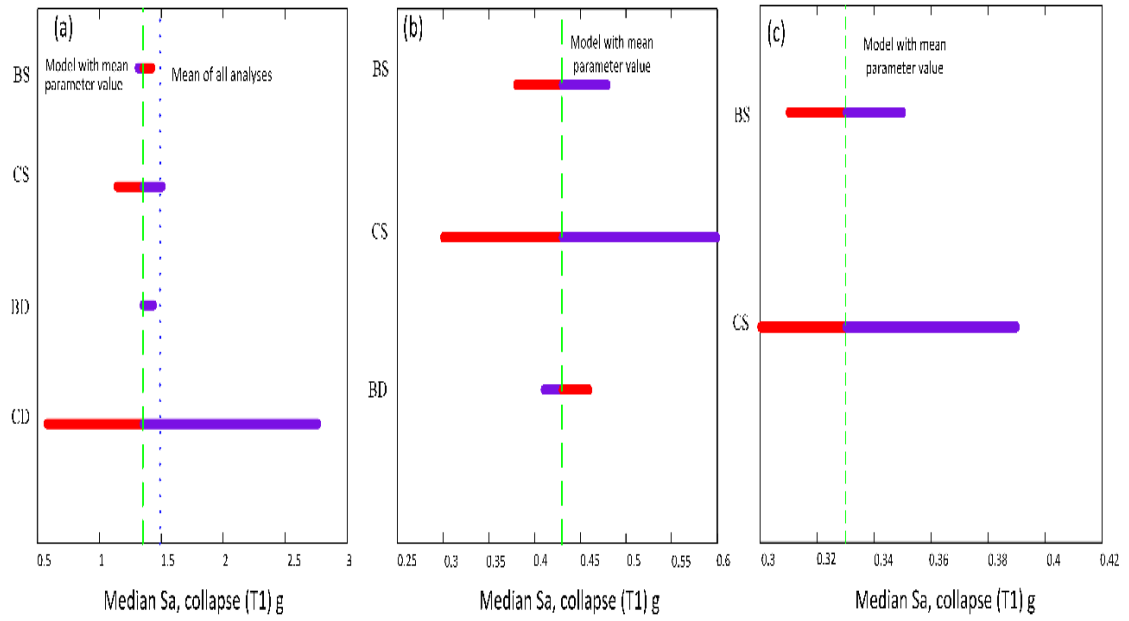 (a)
BS
Model with mean
parameter value
Mean of all analyses
CS
BD
CD
0.5 1 1.5 2 2.5 3
Median Sa, collapse (T1) g
(b)
Model with mean
parameter value
BS
CS
BD
0.25 0.3 0.35 0.4 0.45 0.5 0.55 0.6
Median Sa, collapse (T1) g
(c)
Model with mean
parameter value
BS
CS
0.3 0.32 0.34 0.36 0.38 0.4 0.42
Median Sa, collapse (T1) g